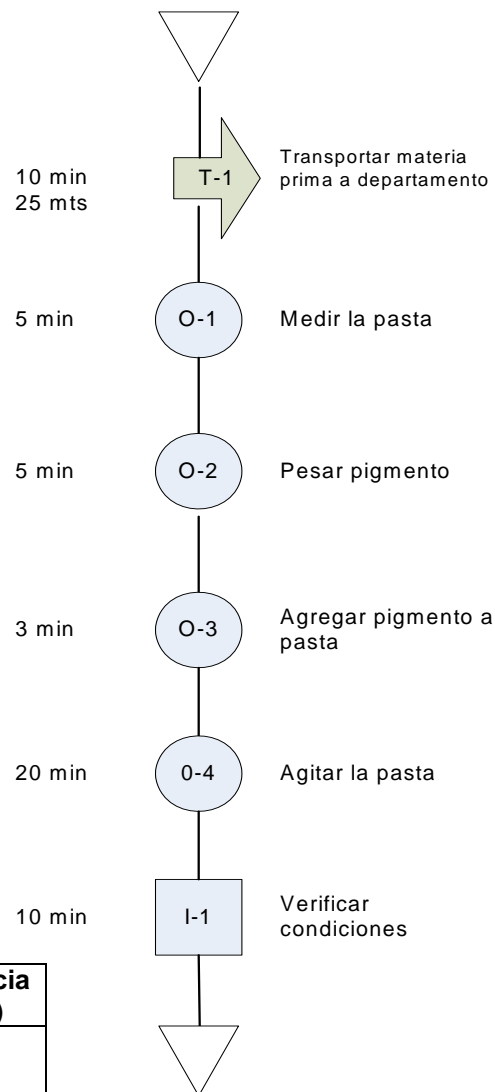 10 min
25 mts
T-1
Transportar materia
prima a departamento
5 min
O-1
Medir la pasta
5 min
O-2
Pesar pigmento
3 min
O-3
Agregar pigmento a
pasta
20 min
0-4
Agitar la pasta
10 min
I-1
Verificar
condiciones